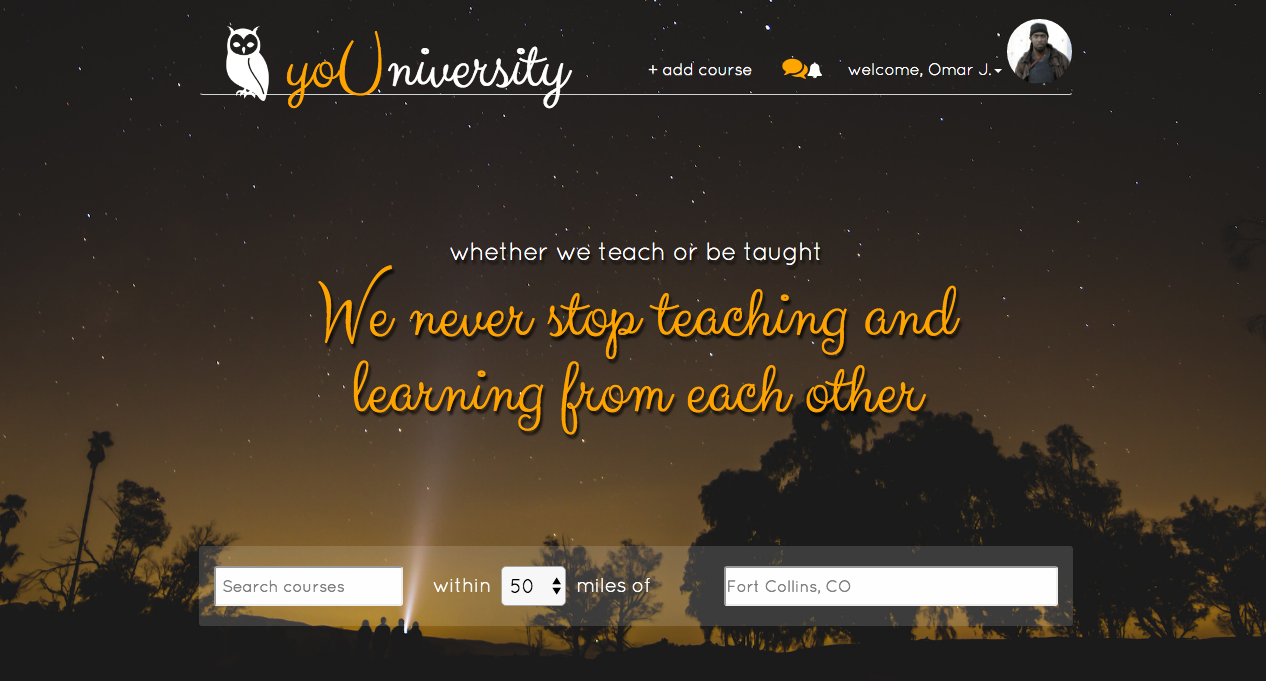 yoUniversity
+ add course
welcome, Omar J.
whether we teach or be taught
We never stop teaching and
learning from each other
Search courses within 50 miles of Fort Collins, CO